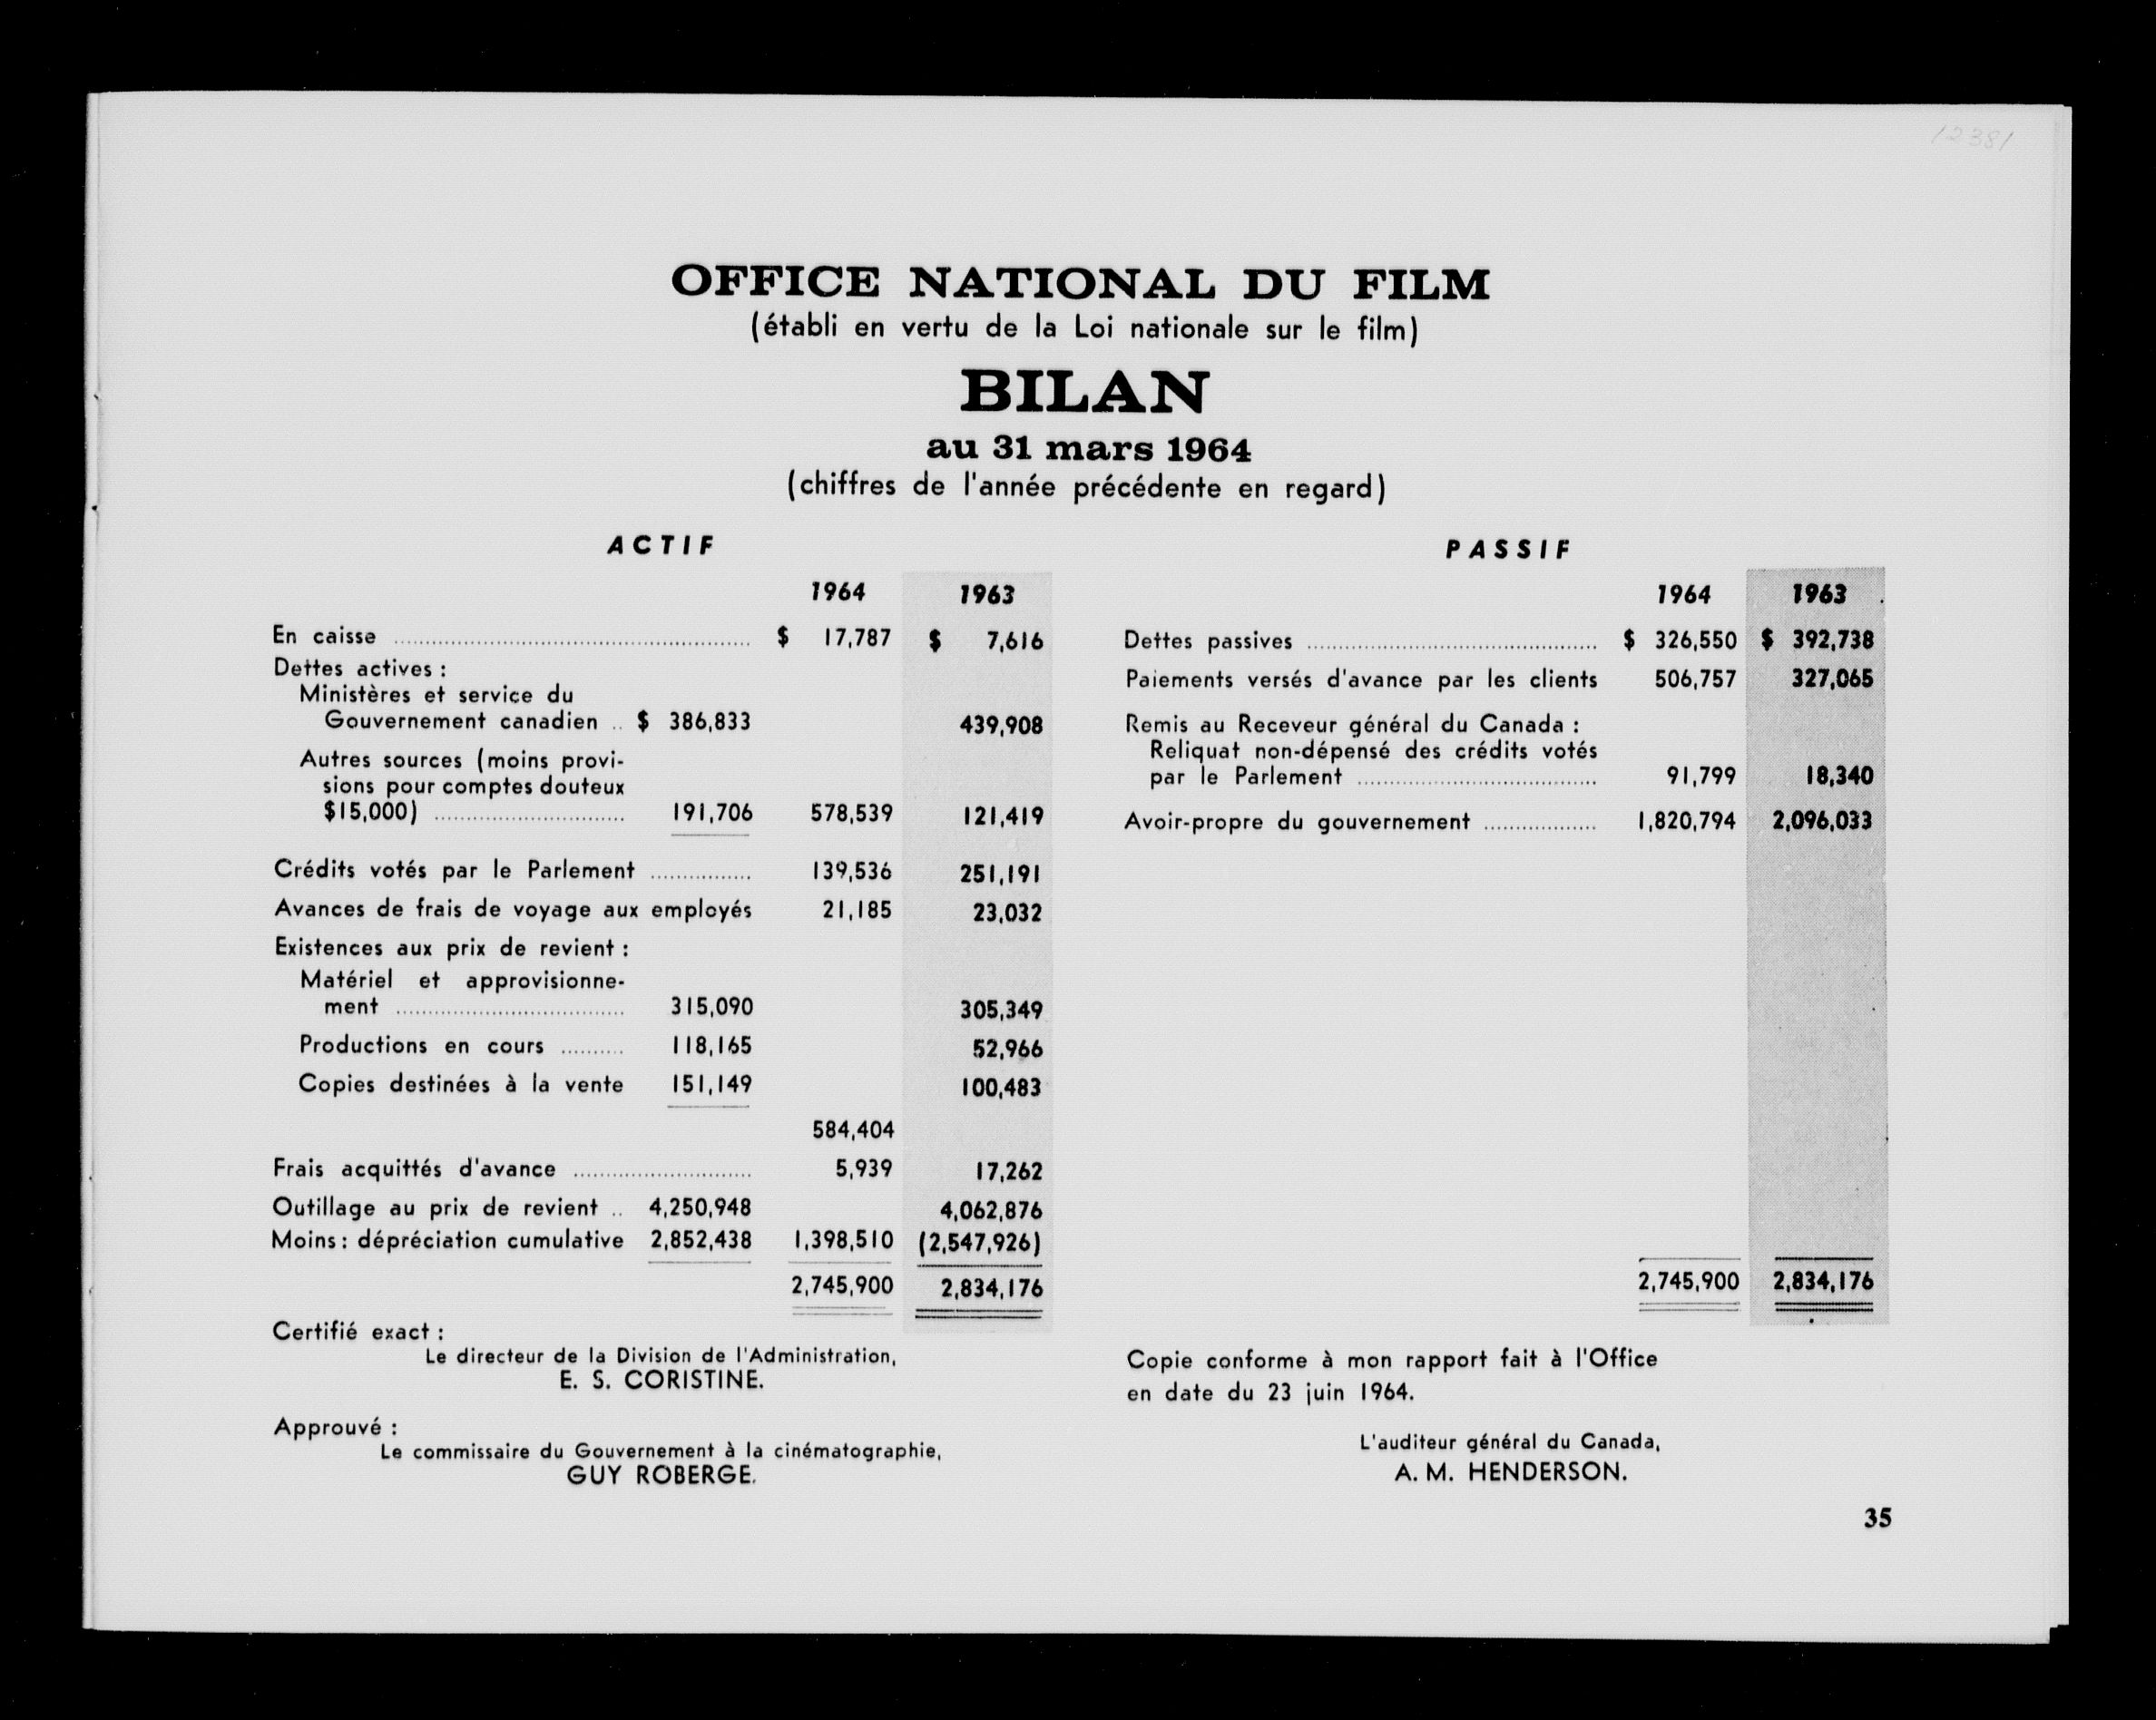 12381
OFFICE NATIONAL DU FILM
(établi en vertu de la Loi nationale sur le film)
BILAN
au 31 mars 1964
(chiffres de l'année précédente en regard)
ACTIF
1964 1963
En caisse $ 17,787 $ 7,616
Dettes actives :
Ministères et service du
Gouvernement canadien .. $ 386,833 439,908
Autres sources (moins provi-
sions pour comptes douteux
$15,000) 191,706 578,539 121,419
Crédits votés par le Parlement 139,536 251,191
Avances de frais de voyage aux employés 21,185 23,032
Existences aux prix de revient :
Matériel et approvisionne-
ment 315,090 305,349
Productions en cours 118,165 52,966
Copies destinées à la vente 151,149 100,483
584,404
Frais acquittés d'avance 5,939 17,262
Outillage au prix de revient .. 4,250,948 4,062,876
Moins : dépréciation cumulative 2,852,438 1,398,510 (2,547,926)
2,745,900 2,834,176
Certifié exact :
Le directeur de la Division de l'Administration,
E. S. CORISTINE.
Approuvé :
Le commissaire du Gouvernement à la cinématographie,
GUY ROBERGE.
PASSIF
1964 1963
Dettes passives $ 326,550 $ 392,738
Paiements versés d'avance par les clients 506,757 327,065
Remis au Receveur général du Canada :
Reliquat non-dépensé des crédits votés
par le Parlement 91,799 18,340
Avoir-propre du gouvernement 1,820,794 2,096,033
2,745,900 2,834,176
Copie conforme à mon rapport fait à l'Office
en date du 23 juin 1964.
L'auditeur général du Canada,
A. M. HENDERSON.
35